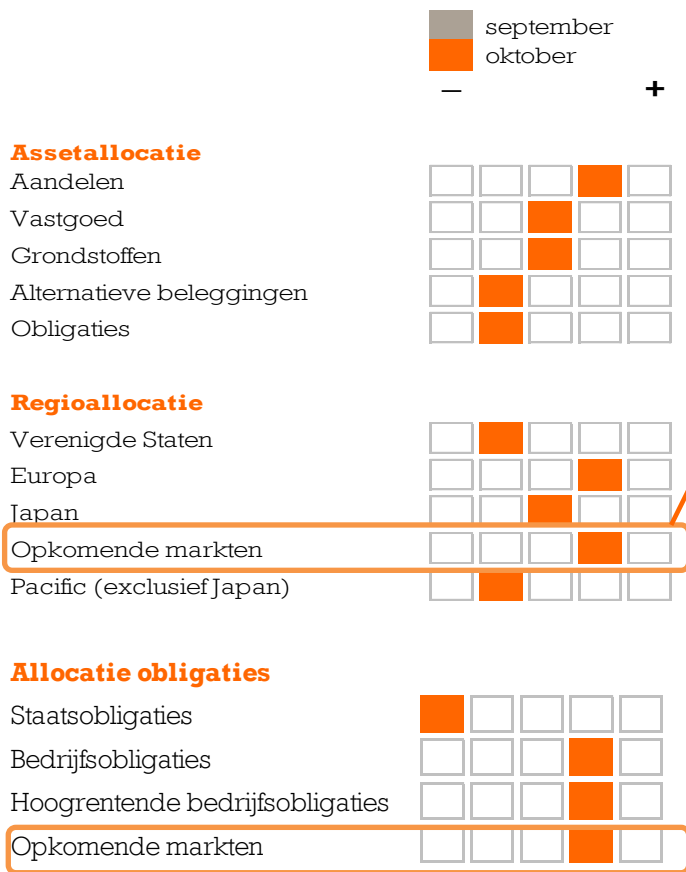 september
oktober
– +
Assetallocatie
Aandelen
Vastgoed
Grondstoffen
Alternatieve beleggingen
Obligaties
Regioallocatie
Verenigde Staten
Europa
Japan
Opkomende markten
Pacific (exclusief Japan)
Allocatie obligaties
Staatsobligaties
Bedrijfsobligaties
Hoogrentende bedrijfsobligaties
Opkomende markten